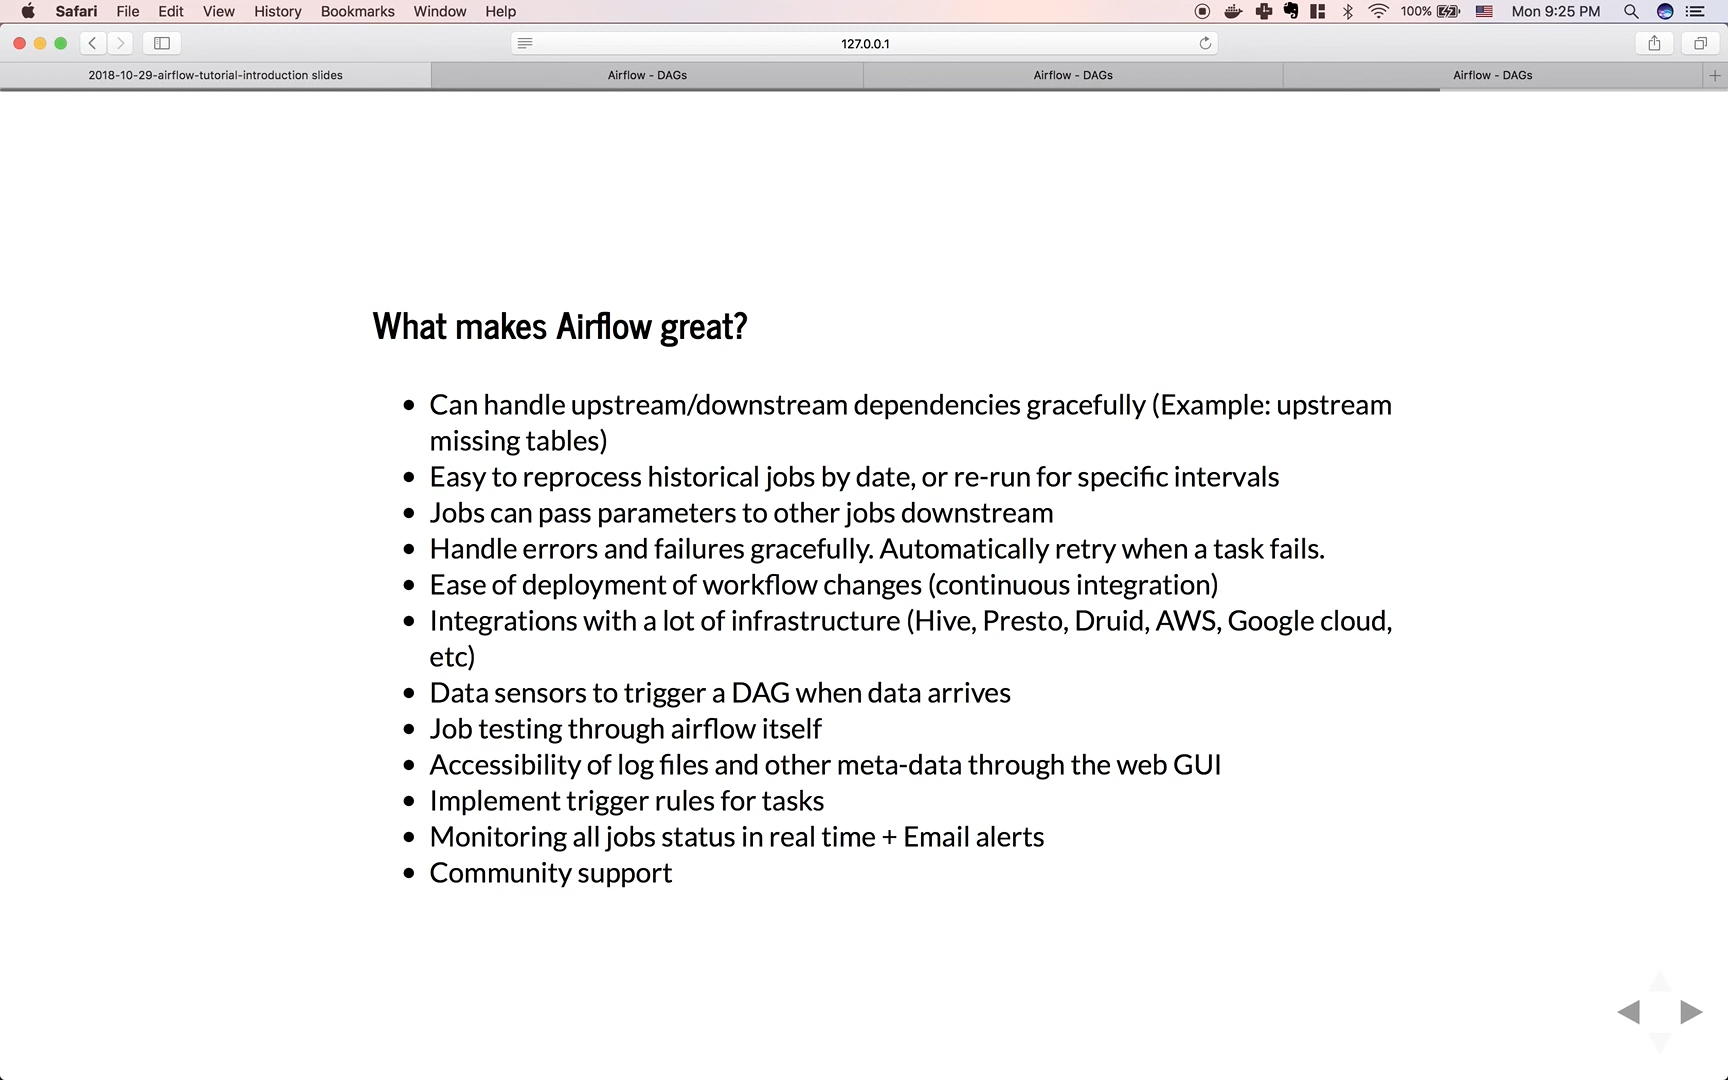 Safari File Edit View History Bookmarks Window Help 100% Mon 9:25 PM
127.0.0.1
2018-10-29-airflow-tutorial-introduction slides Airflow - DAGs Airflow - DAGs Airflow - DAGs
What makes Airflow great?
• Can handle upstream/downstream dependencies gracefully (Example: upstream
missing tables)
• Easy to reprocess historical jobs by date, or re-run for specific intervals
• Jobs can pass parameters to other jobs downstream
• Handle errors and failures gracefully. Automatically retry when a task fails.
• Ease of deployment of workflow changes (continuous integration)
• Integrations with a lot of infrastructure (Hive, Presto, Druid, AWS, Google cloud,
etc)
• Data sensors to trigger a DAG when data arrives
• Job testing through airflow itself
• Accessibility of log files and other meta-data through the web GUI
• Implement trigger rules for tasks
• Monitoring all jobs status in real time + Email alerts
• Community support